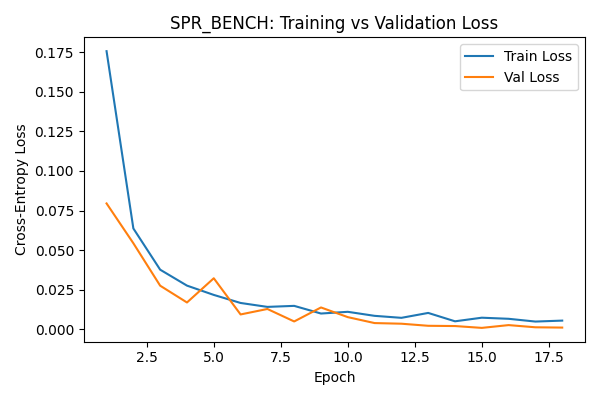 SPR_BENCH: Training vs Validation Loss
Train Loss
Val Loss
Cross-Entropy Loss
0.175
0.150
0.125
0.100
0.075
0.050
0.025
0.000
2.5 5.0 7.5 10.0 12.5 15.0 17.5
Epoch